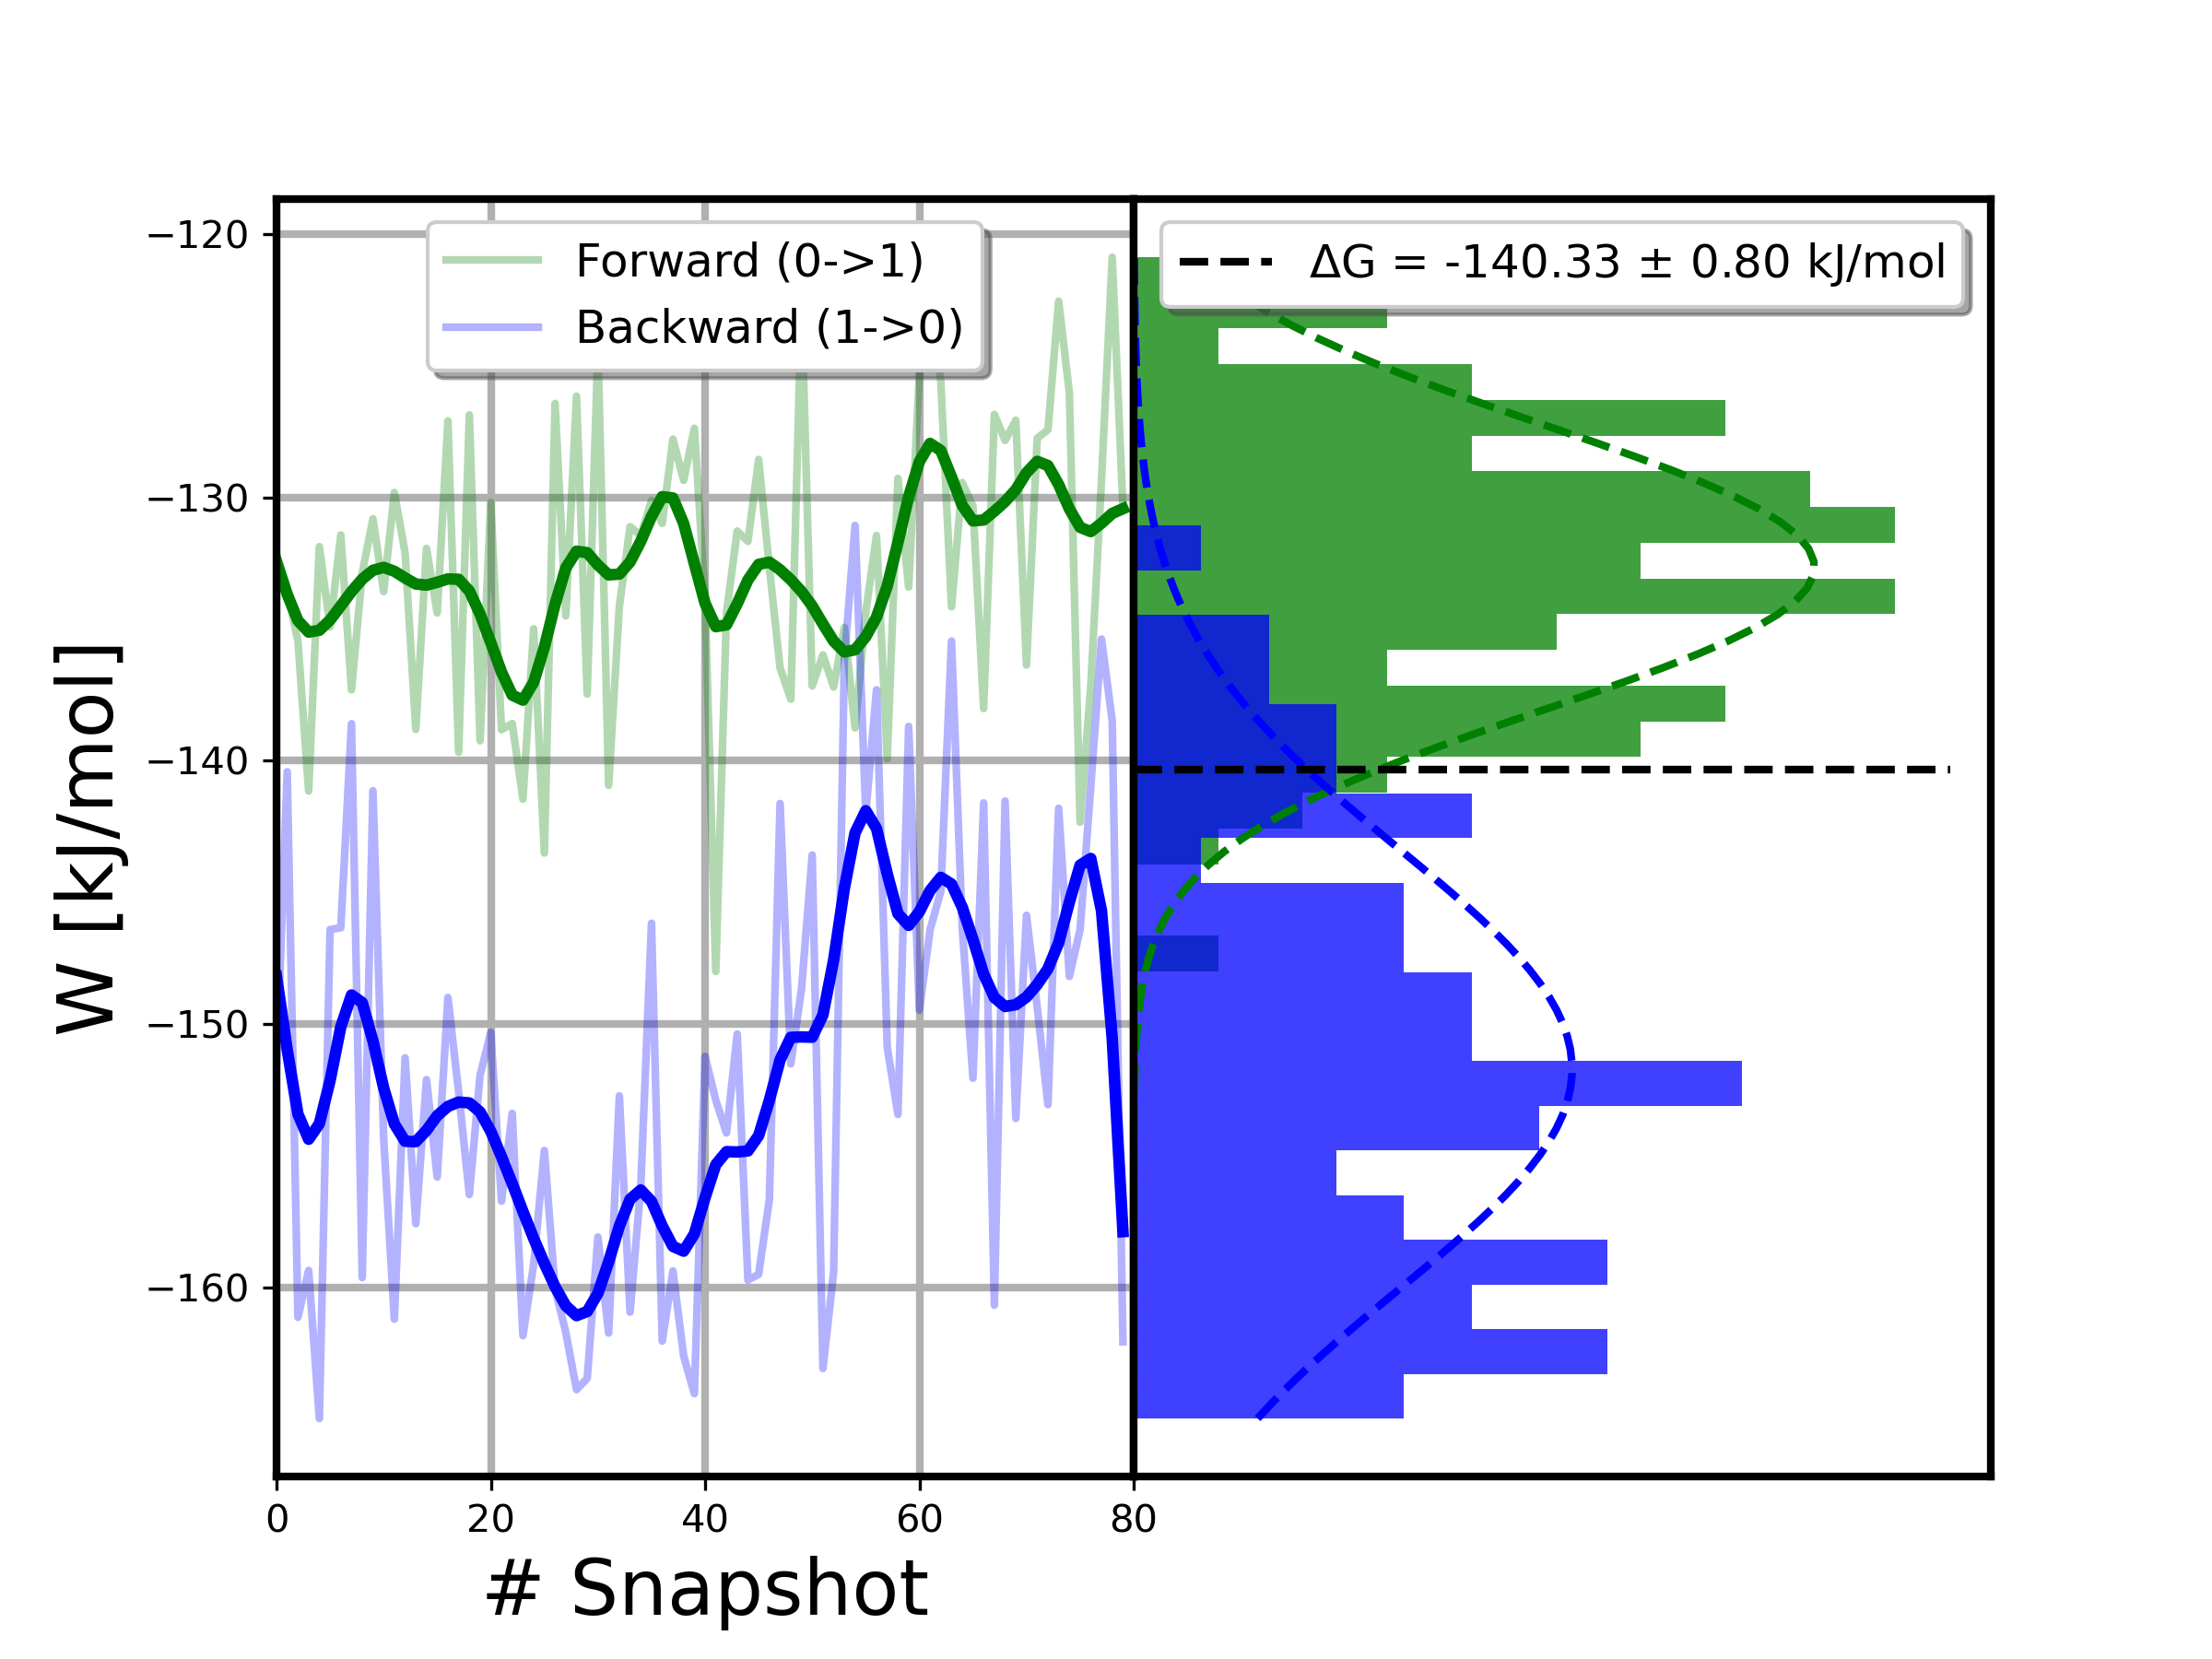 Forward (0->1)
Backward (1->0)
ΔG = -140.33 ± 0.80 kJ/mol
W [kJ/mol]
−120
−130
−140
−150
−160
0
20
40
60
80
# Snapshot